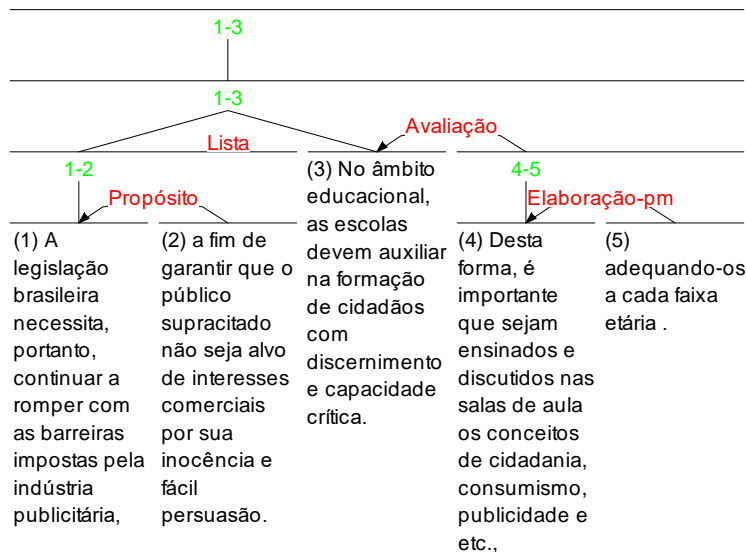 1-3
1-3
Avaliação
Lista
1-2
4-5
Propósito
Elaboração-pm
(1) A
legislação
brasileira
necessita,
portanto,
continuar a
romper com
as barreiras
impostas pela
indústria
publicitária,
(2) a fim de
garantir que o
público
supracitado
não seja alvo
de interesses
comerciais
por sua
inocência e
fácil
persuasão.
(3) No âmbito
educacional,
as escolas
devem auxiliar
na formação
de cidadãos
com
discernimento
e capacidade
crítica.
(4) Desta
forma, é
importante
que sejam
ensinados e
discutidos nas
salas de aula
os conceitos
de cidadania,
consumismo,
publicidade e
etc.,
(5)
adequando-os
a cada faixa
etária .